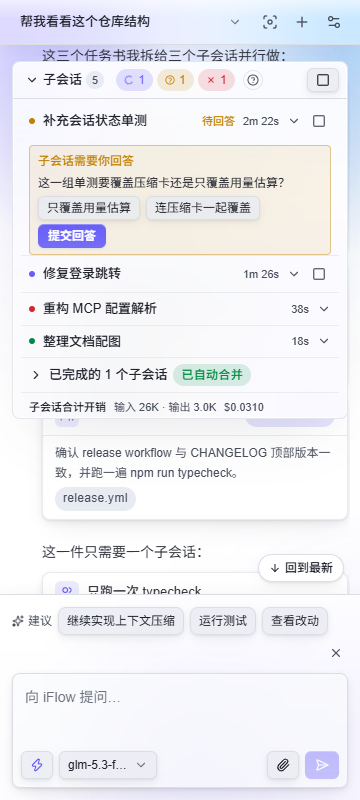 帮我看看这个仓库结构
这三个任务书我拆给三个子会话并行做：
子会话 5 1 1 × 1
补充会话状态单测 待回答 2m 22s
子会话需要你回答
这一组单测要覆盖压缩卡还是只覆盖用量估算？
只覆盖用量估算 连压缩卡一起覆盖
提交回答
修复登录跳转 1m 26s
重构 MCP 配置解析 38s
整理文档配图 18s
已完成的 1 个子会话 已自动合并
子会话合计开销 输入 26K · 输出 3.0K $0.0310
确认 release workflow 与 CHANGELOG 顶部版本一
致，并跑一遍 npm run typecheck。
release.yml
这一件只需要一个子会话：
回到最新
只跑一次 typecheck
建议 继续实现上下文压缩 运行测试 查看改动
向 iFlow 提问…
glm-5.3-f…